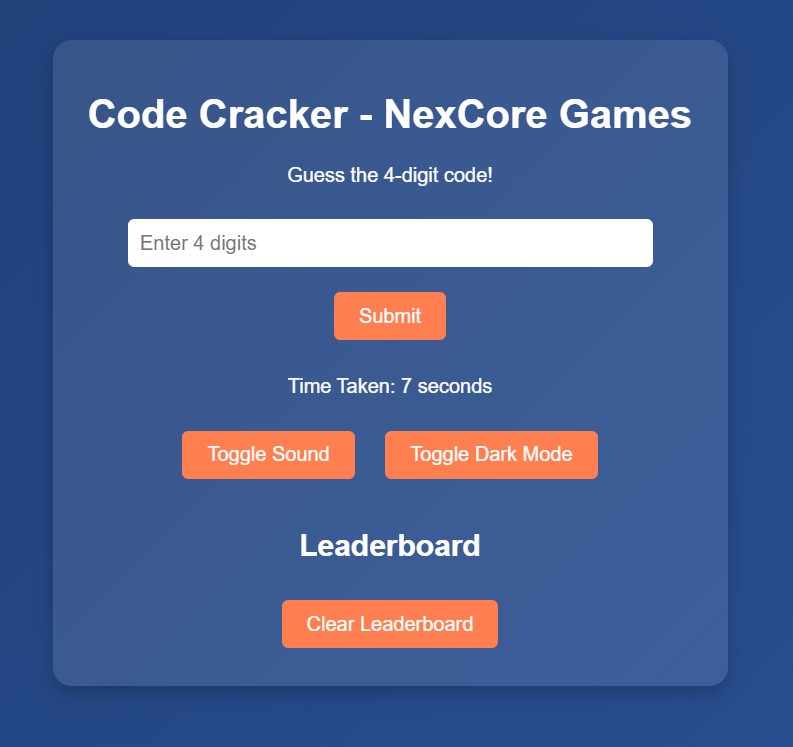 Code Cracker - NexCore Games
Guess the 4-digit code!
Enter 4 digits
Submit
Time Taken: 7 seconds
Toggle Sound Toggle Dark Mode
Leaderboard
Clear Leaderboard